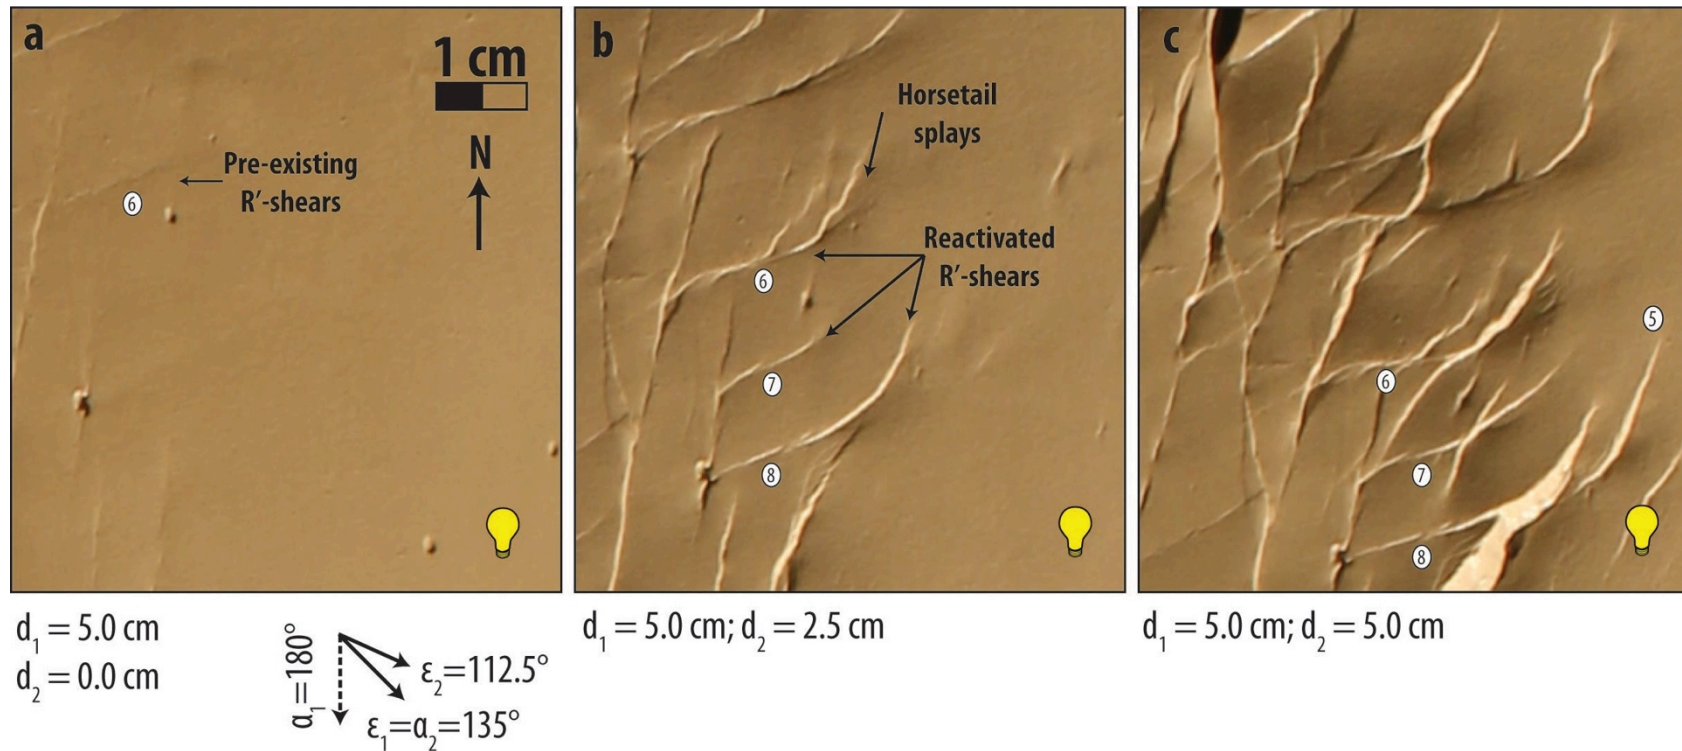 a
1 cm
N
Pre-existing
R'-shears
6
b
Horsetail
splays
Reactivated
R'-shears
6
7
8
c
5
6
7
8
d₁ = 5.0 cm
d₂ = 0.0 cm
α₁=180°
ε₂=112.5°
ε₁=α₂=135°
d₁ = 5.0 cm; d₂ = 2.5 cm
d₁ = 5.0 cm; d₂ = 5.0 cm